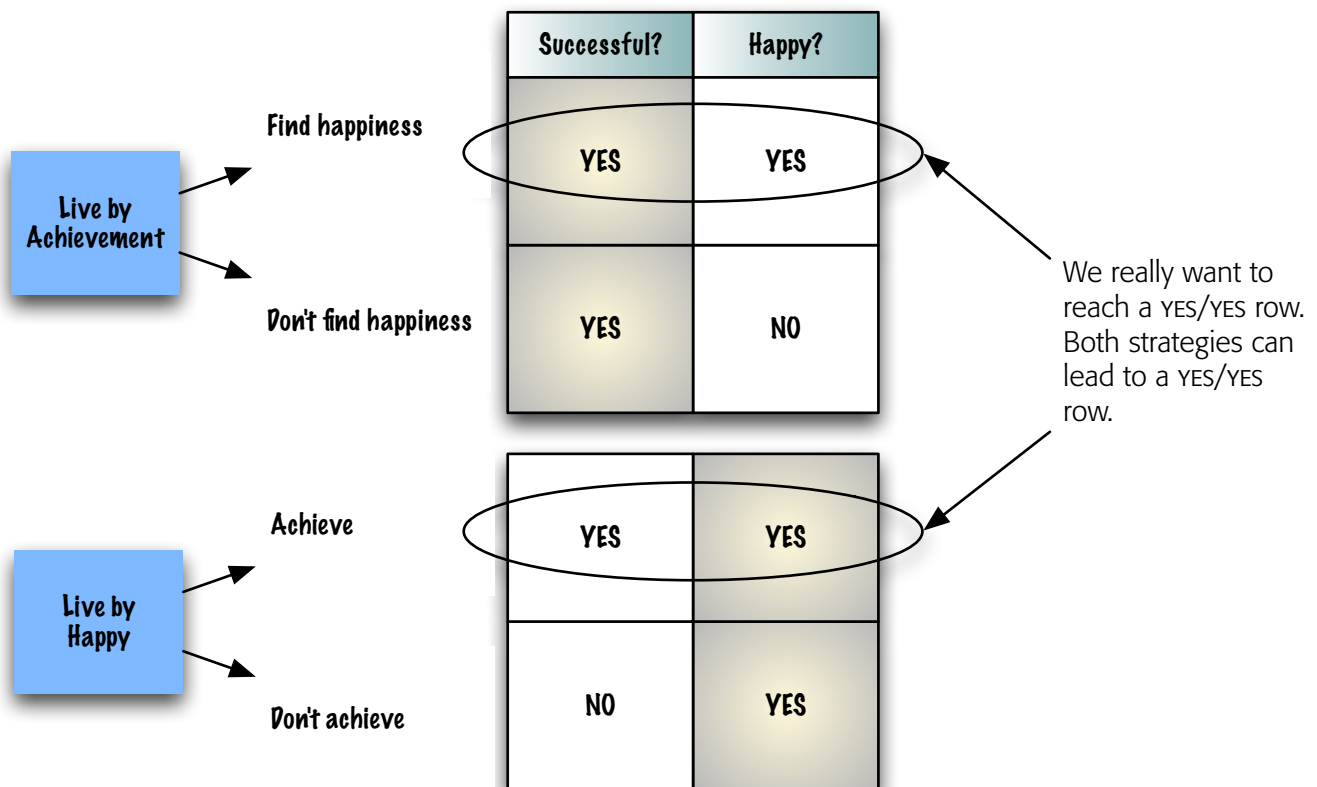 Successful? Happy?
Find happiness
YES YES
Live by
Achievement
Don't find happiness
YES NO
We really want to
reach a YES/YES row.
Both strategies can
lead to a YES/YES
row.
Achieve
YES YES
Live by
Happy
Don't achieve
NO YES